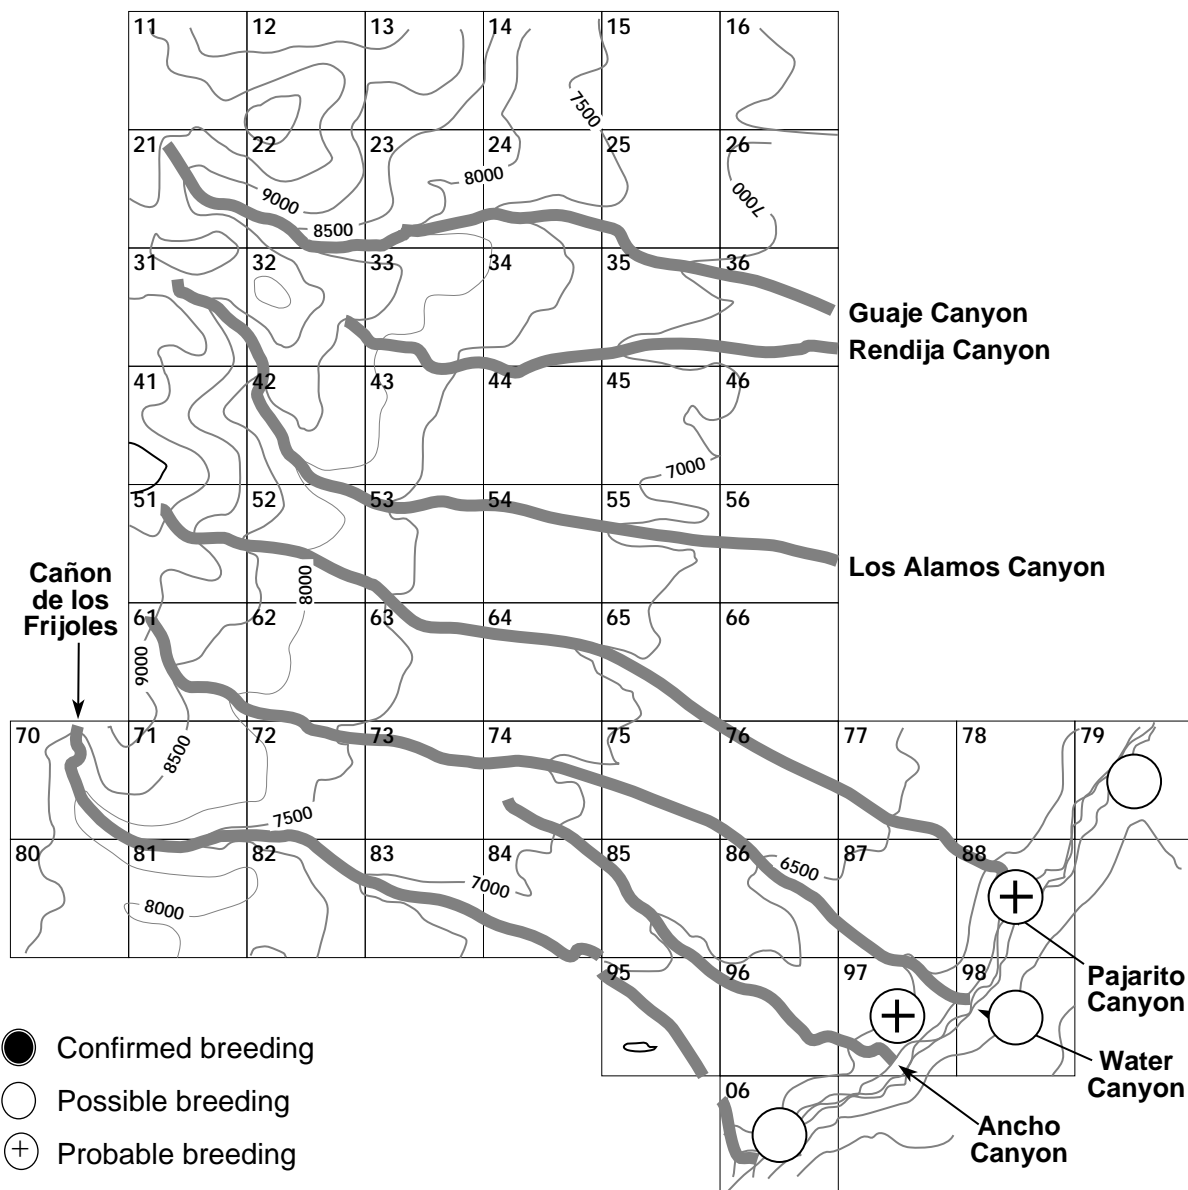 11 12 13 14 15 16
7500
21 22 23 24 25 26
8000
9000
7000
8500
31 32 33 34 35 36
Guaje Canyon
Rendija Canyon
41 42 43 44 45 46
7000
51 52 53 54 55 56
Los Alamos Canyon
Cañon
de los
Frijoles
8000
61 62 63 64 65 66
9000
70 71 72 73 74 75 76 77 78 79
8500
7500
80 81 82 83 84 85 86 87 88
6500
7000
8000
95 96 97 98
Pajarito
Canyon
Water
Canyon
06
Ancho
Canyon
Confirmed breeding
Possible breeding
Probable breeding